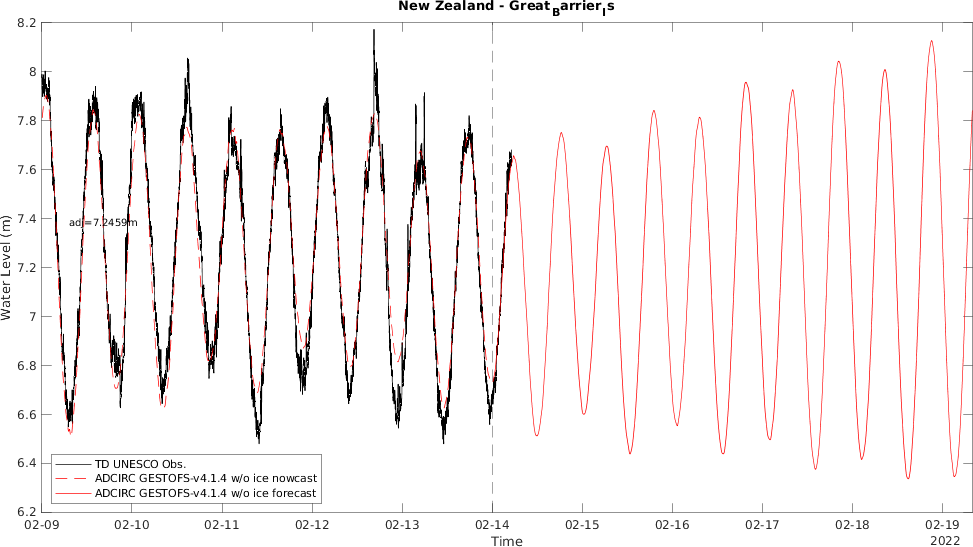 New Zealand - Great_Barrier_Is
8.2
8
7.8
7.6
7.4
7.2
7
6.8
6.6
6.4
6.2
Water Level (m)
adj=7.2459m
TD UNESCO Obs.
ADCIRC GESTOFS-v4.1.4 w/o ice nowcast
ADCIRC GESTOFS-v4.1.4 w/o ice forecast
02-09 02-10 02-11 02-12 02-13 02-14 02-15 02-16 02-17 02-18 02-19
Time
2022